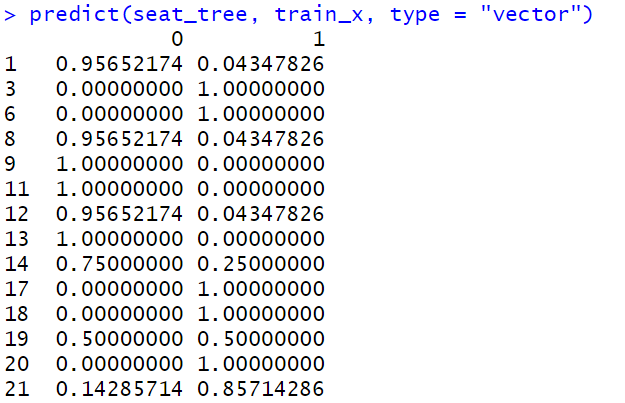 > predict(seat_tree, train_x, type = "vector")
0 1
1 0.95652174 0.04347826
3 0.00000000 1.00000000
6 0.00000000 1.00000000
8 0.95652174 0.04347826
9 1.00000000 0.00000000
11 1.00000000 0.00000000
12 0.95652174 0.04347826
13 1.00000000 0.00000000
14 0.75000000 0.25000000
17 0.00000000 1.00000000
18 0.00000000 1.00000000
19 0.50000000 0.50000000
20 0.00000000 1.00000000
21 0.14285714 0.85714286